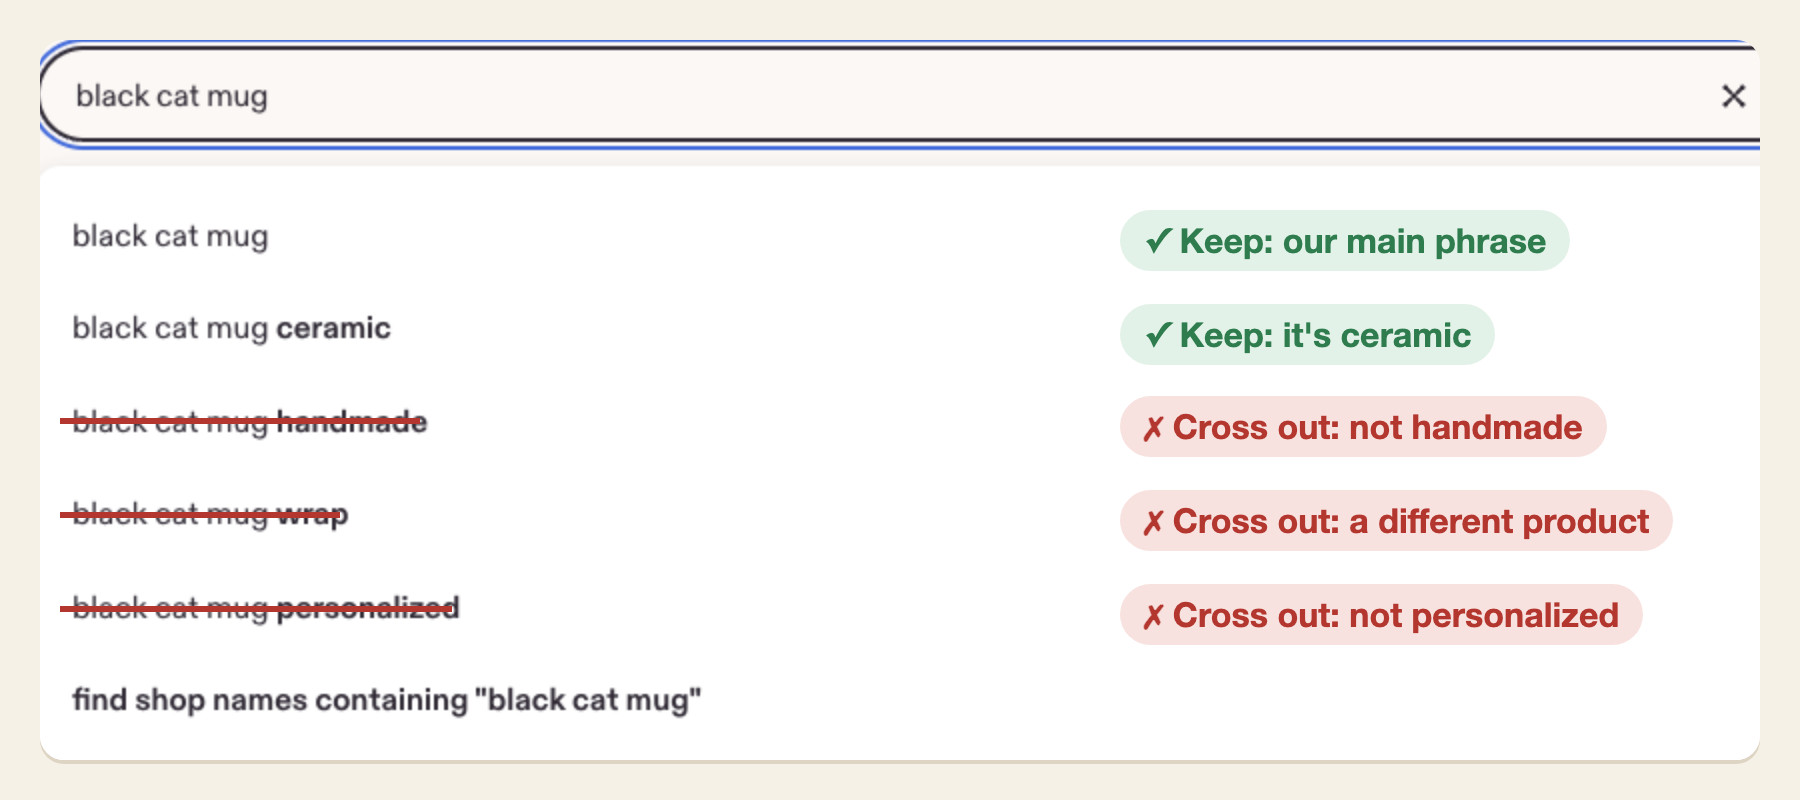 black cat mug ✕
black cat mug ✓ Keep: our main phrase
black cat mug ceramic ✓ Keep: it's ceramic
black cat mug handmade ✗ Cross out: not handmade
black cat mug wrap ✗ Cross out: a different product
black cat mug personalized ✗ Cross out: not personalized
find shop names containing "black cat mug"